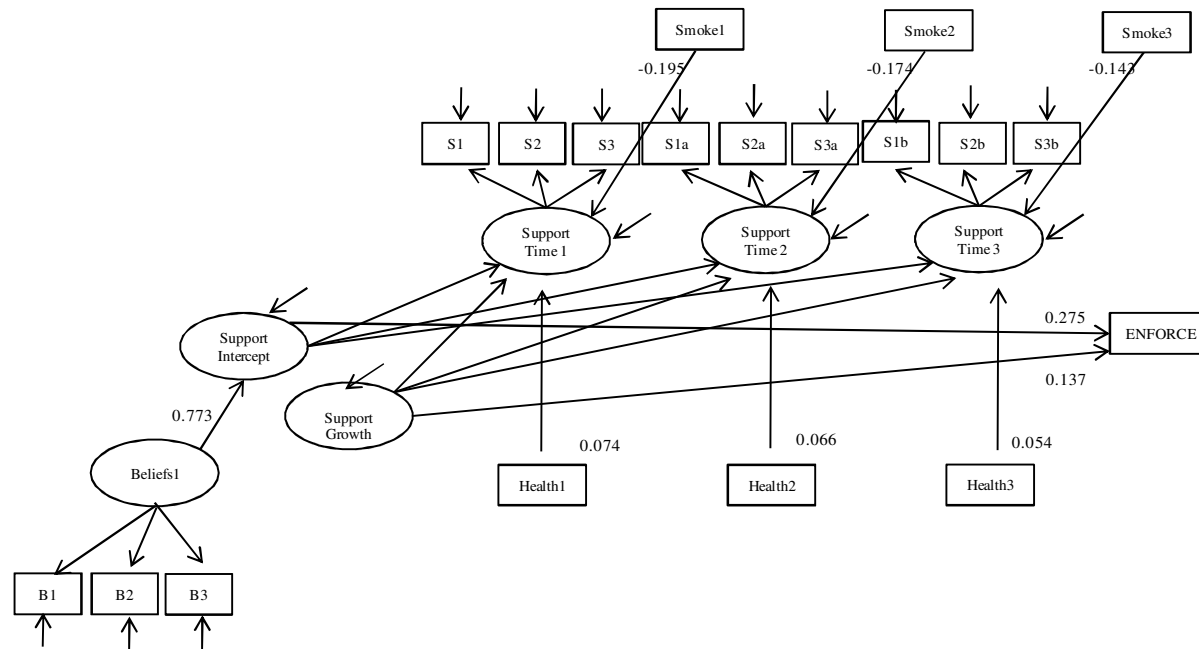 Smoke1
Smoke2
Smoke3
-0.195
-0.174
-0.143
S1
S2
S3
S1a
S2a
S3a
S1b
S2b
S3b
Support
Time 1
Support
Time 2
Support
Time 3
Support
Intercept
0.275
ENFORCE
0.137
Support
Growth
0.773
0.074
0.066
0.054
Beliefs1
Health1
Health2
Health3
B1
B2
B3